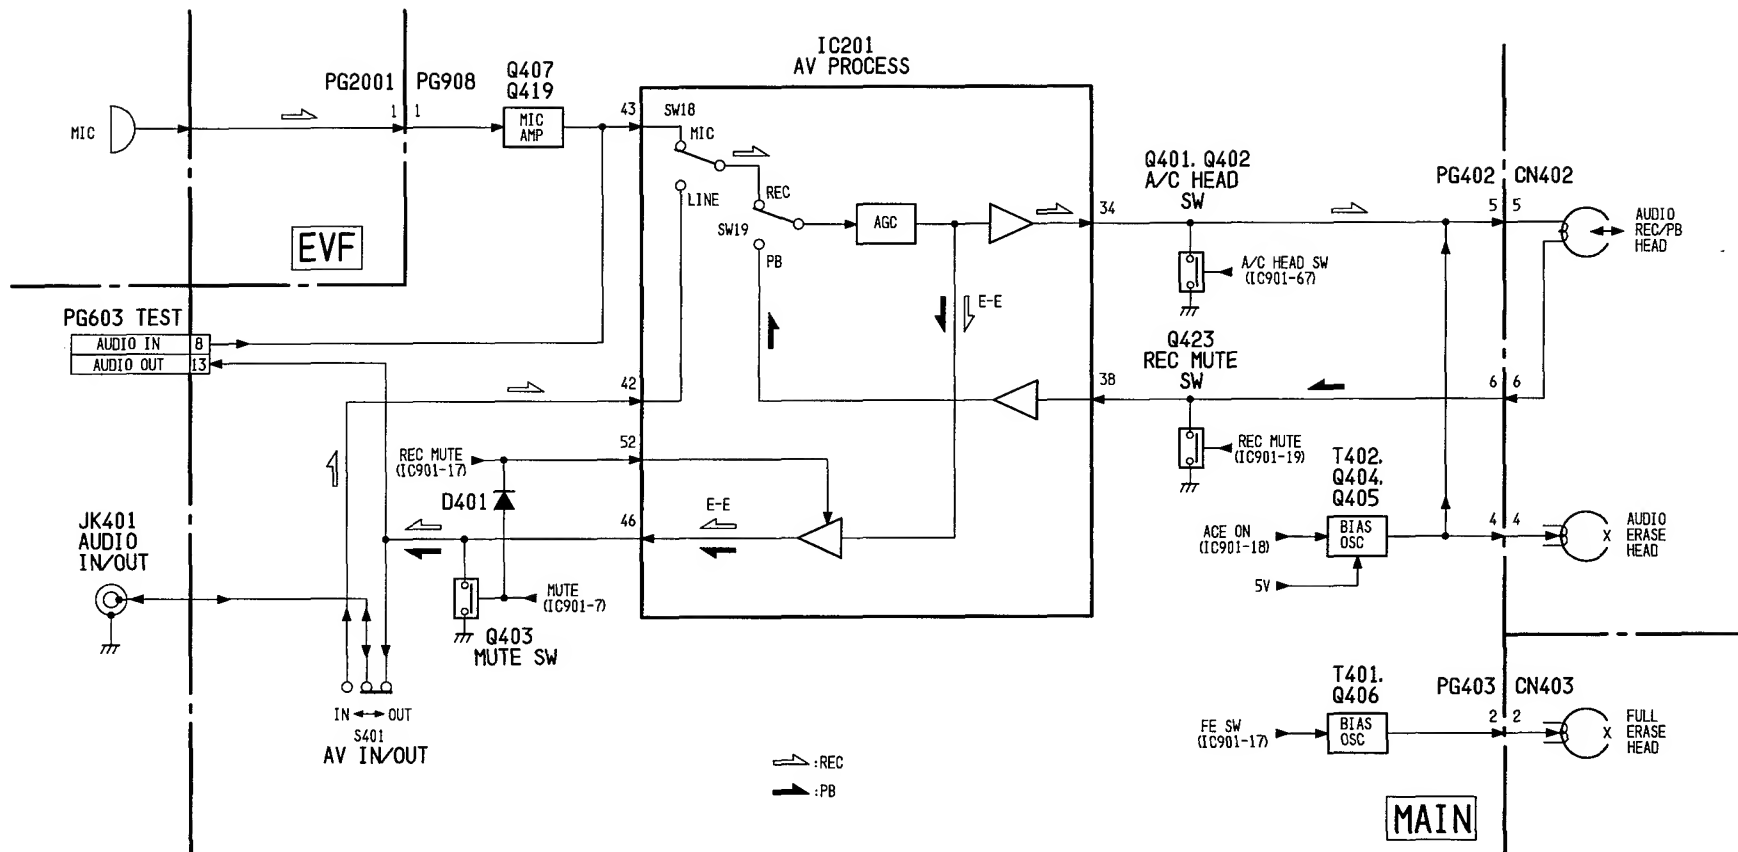 IC201
AV PROCESS
PG2001
PG908
Q407
Q419
MIC
1
1
MIC
AMP
43
SW18
MIC
LINE
REC
SW19
PB
AGC
34
Q401. Q402
A/C HEAD
SW
A/C HEAD SW
(IC901-67)
PG402
CN402
5
5
AUDIO
REC/PB
HEAD
EVF
E-E
PG603 TEST
AUDIO IN
8
AUDIO OUT
13
Q423
REC MUTE
SW
38
6
6
REC MUTE
(IC901-19)
42
52
REC MUTE
(IC901-17)
D401
E-E
46
T402.
Q404.
Q405
ACE ON
(IC901-18)
BIAS
OSC
5V
4
4
AUDIO
ERASE
HEAD
JK401
AUDIO
IN/OUT
MUTE
(IC901-7)
Q403
MUTE SW
IN
OUT
S401
AV IN/OUT
T401.
Q406
FE SW
(IC901-17)
BIAS
OSC
PG403
CN403
2
2
FULL
ERASE
HEAD
:REC
:PB
MAIN